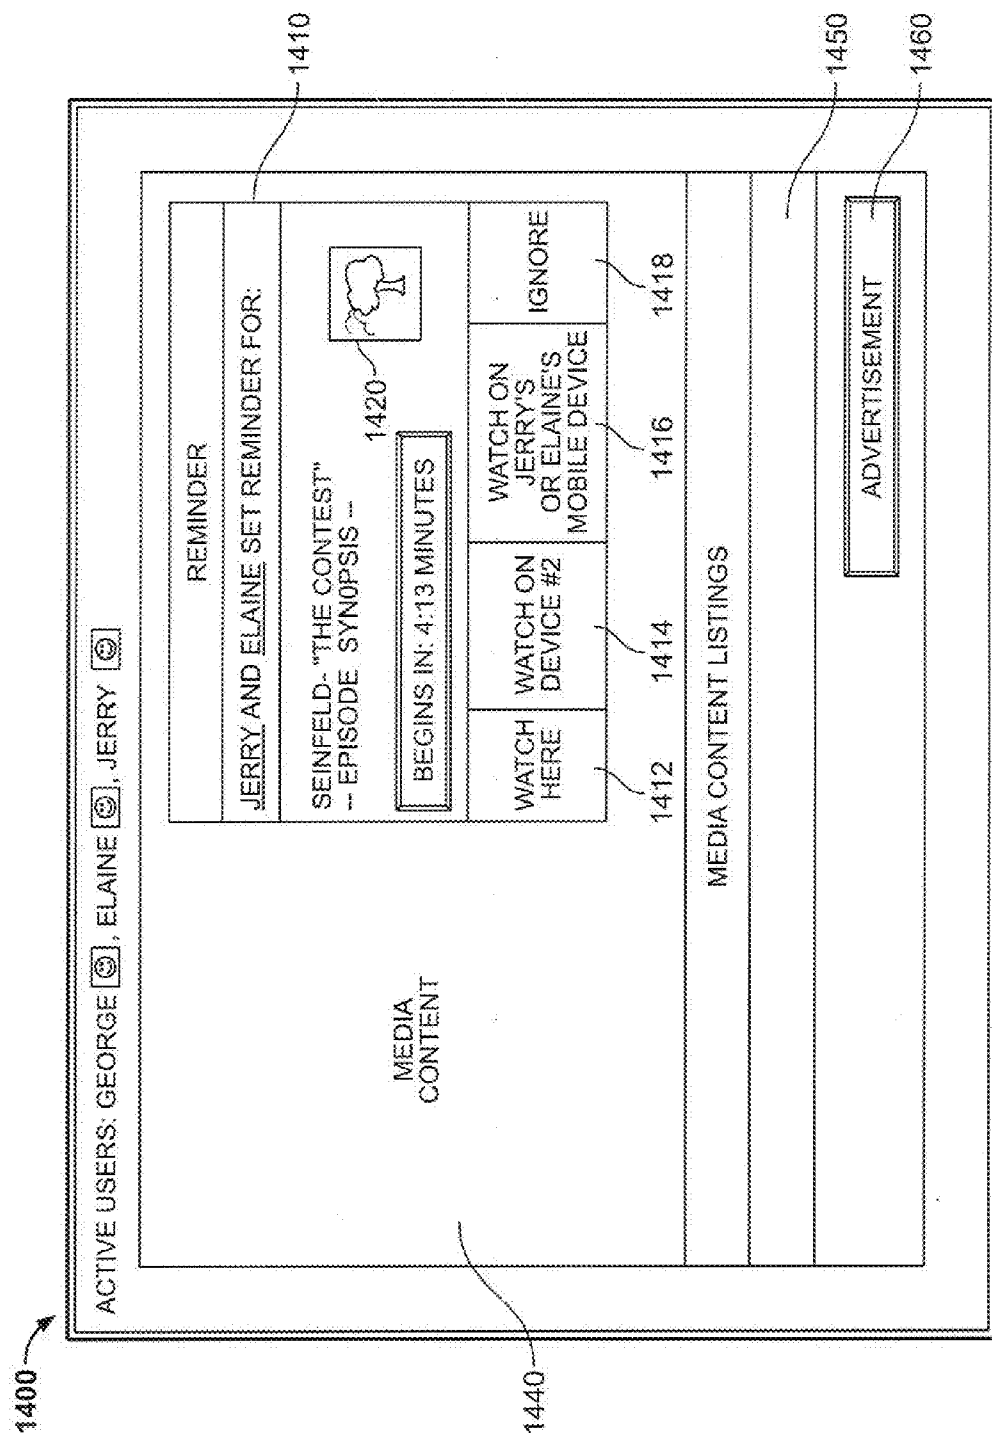 1400
ACTIVE USERS: GEORGE , ELAINE , JERRY
REMINDER
1410
JERRY AND ELAINE SET REMINDER FOR:
SEINFELD- "THE CONTEST"
-- EPISODE SYNOPSIS --
1420
BEGINS IN: 4:13 MINUTES
MEDIA
CONTENT
WATCH
HERE
WATCH ON
DEVICE #2
WATCH ON
JERRY'S
OR ELAINE'S
MOBILE DEVICE
IGNORE
1412
1414
1416
1418
1440
MEDIA CONTENT LISTINGS
1450
ADVERTISEMENT
1460